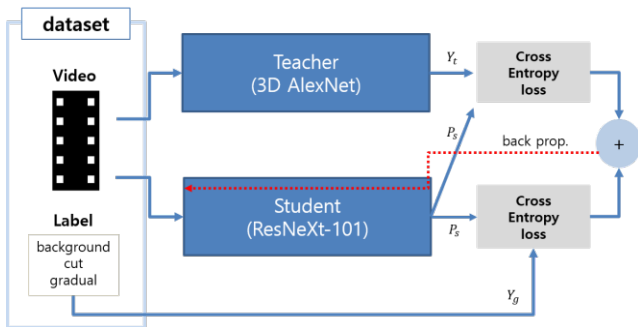 dataset
Video
Label
background
cut
gradual
Teacher
(3D AlexNet)
Student
(ResNeXt-101)
Y_t
P_s
P_s
Y_g
Cross
Entropy
loss
back prop.
+
Cross
Entropy
loss